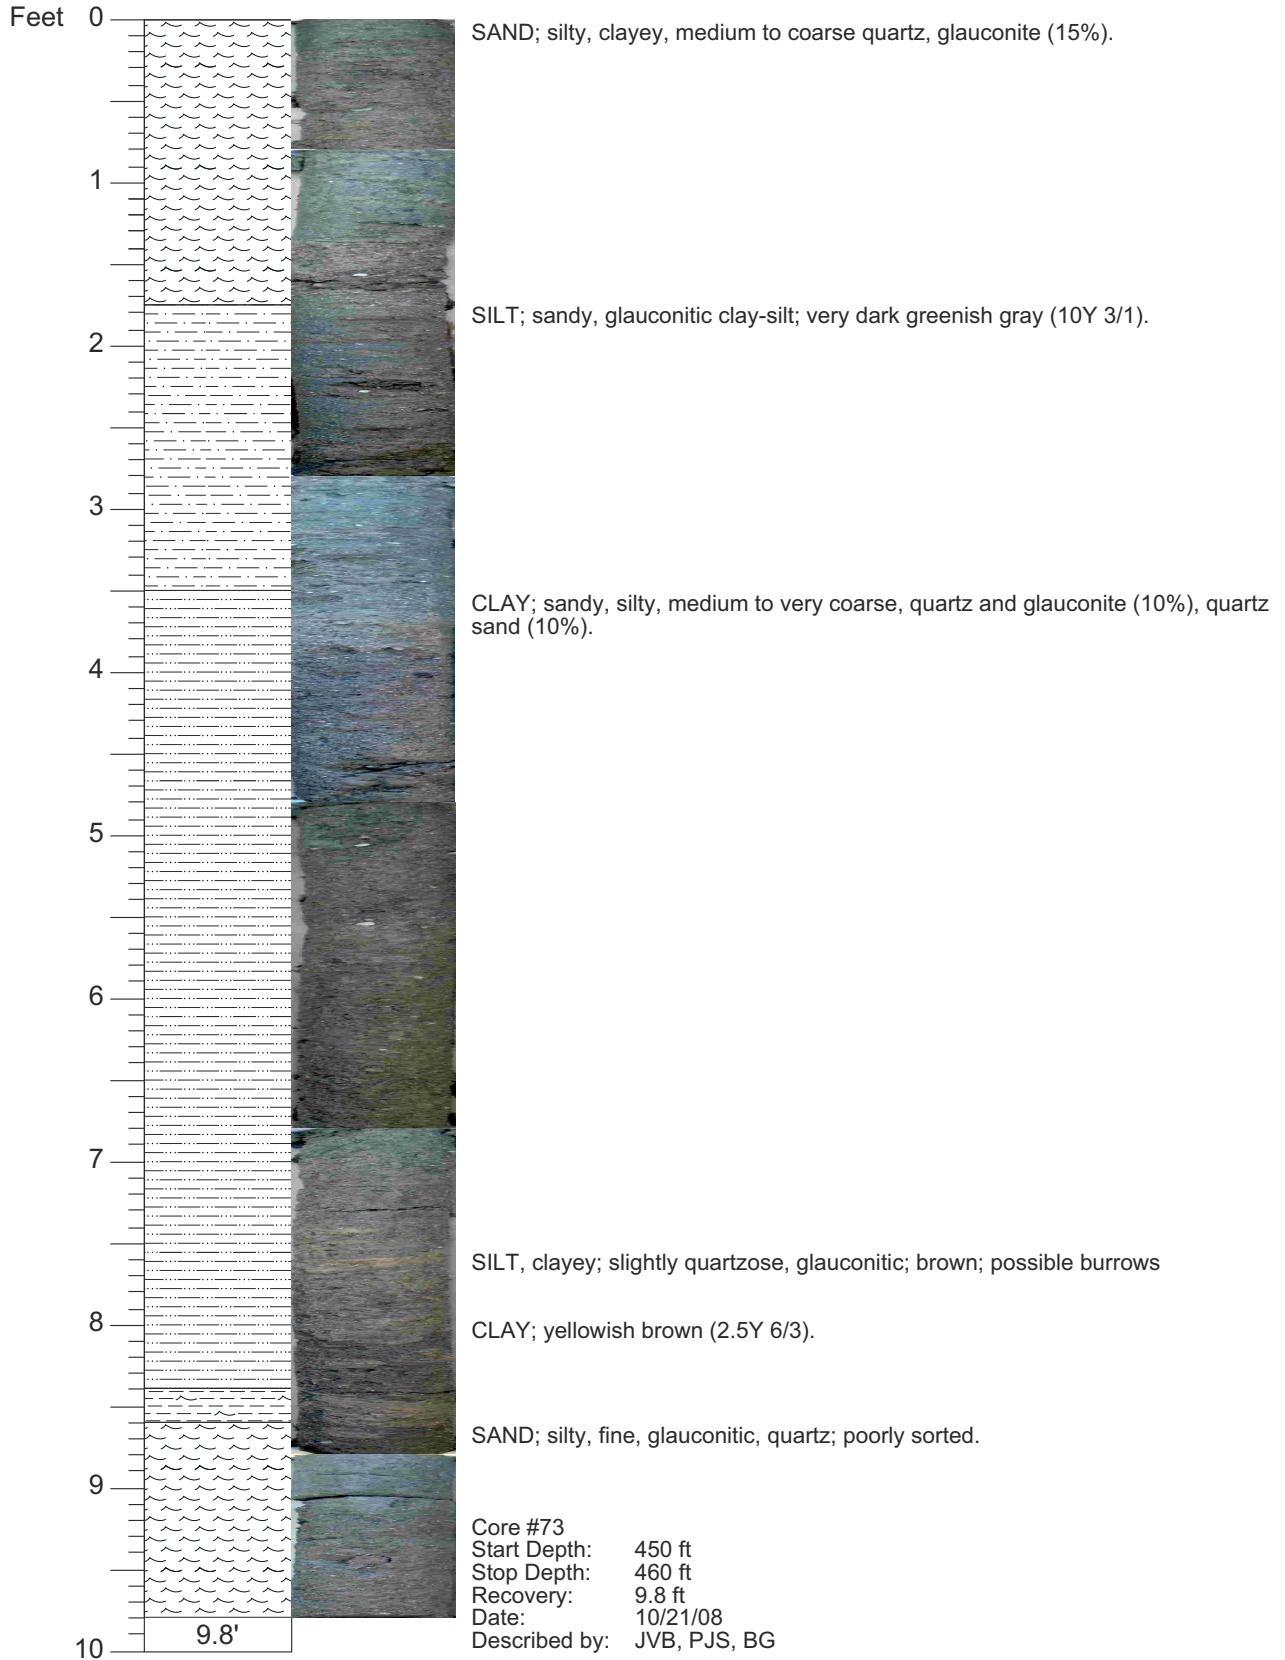 Feet 0
SAND; silty, clayey, medium to coarse quartz, glauconite (15%).
1
SILT; sandy, glauconitic clay-silt; very dark greenish gray (10Y 3/1).
2
3
CLAY; sandy, silty, medium to very coarse, quartz and glauconite (10%), quartz
sand (10%).
4
5
6
7
SILT, clayey; slightly quartzose, glauconitic; brown; possible burrows
8
CLAY; yellowish brown (2.5Y 6/3).
SAND; silty, fine, glauconitic, quartz; poorly sorted.
9
Core #73
Start Depth: 450 ft
Stop Depth: 460 ft
Recovery: 9.8 ft
Date: 10/21/08
Described by: JVB, PJS, BG
9.8'
10